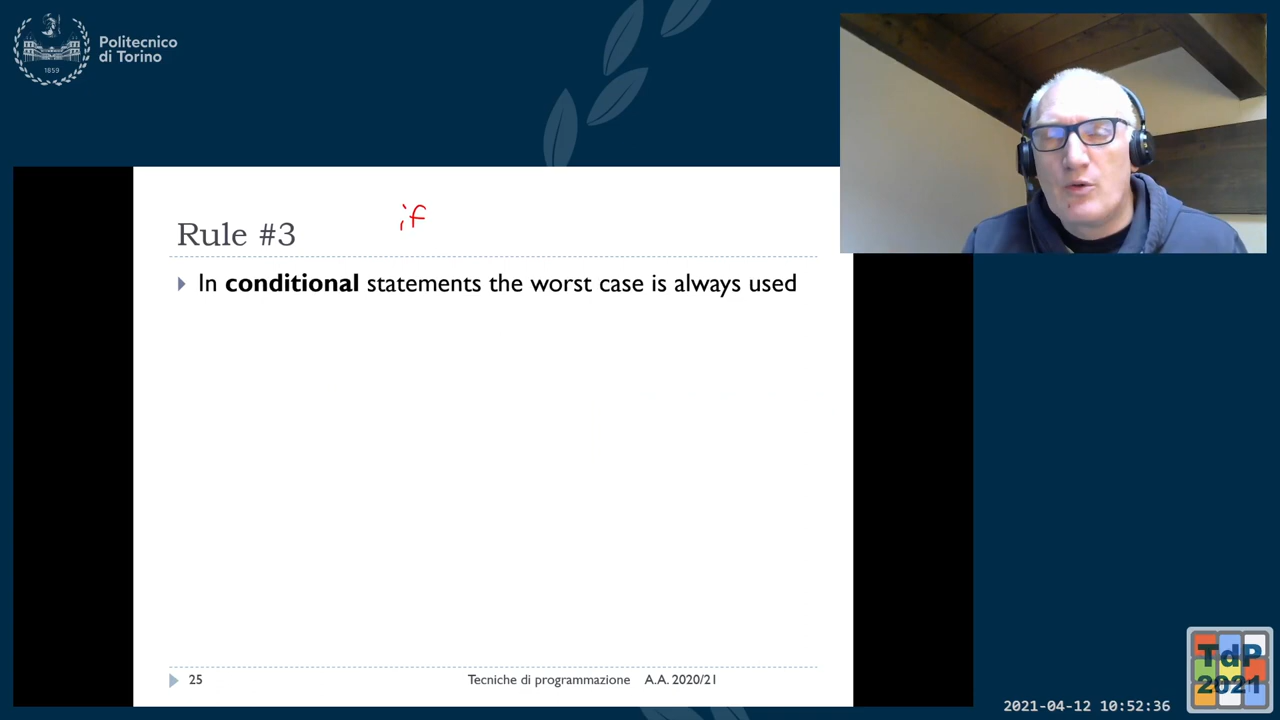 Politecnico
di Torino
1859
if
Rule #3
In conditional statements the worst case is always used
25
Tecniche di programmazione A.A. 2020/21
TdP
2021
2021-04-12 10:52:36